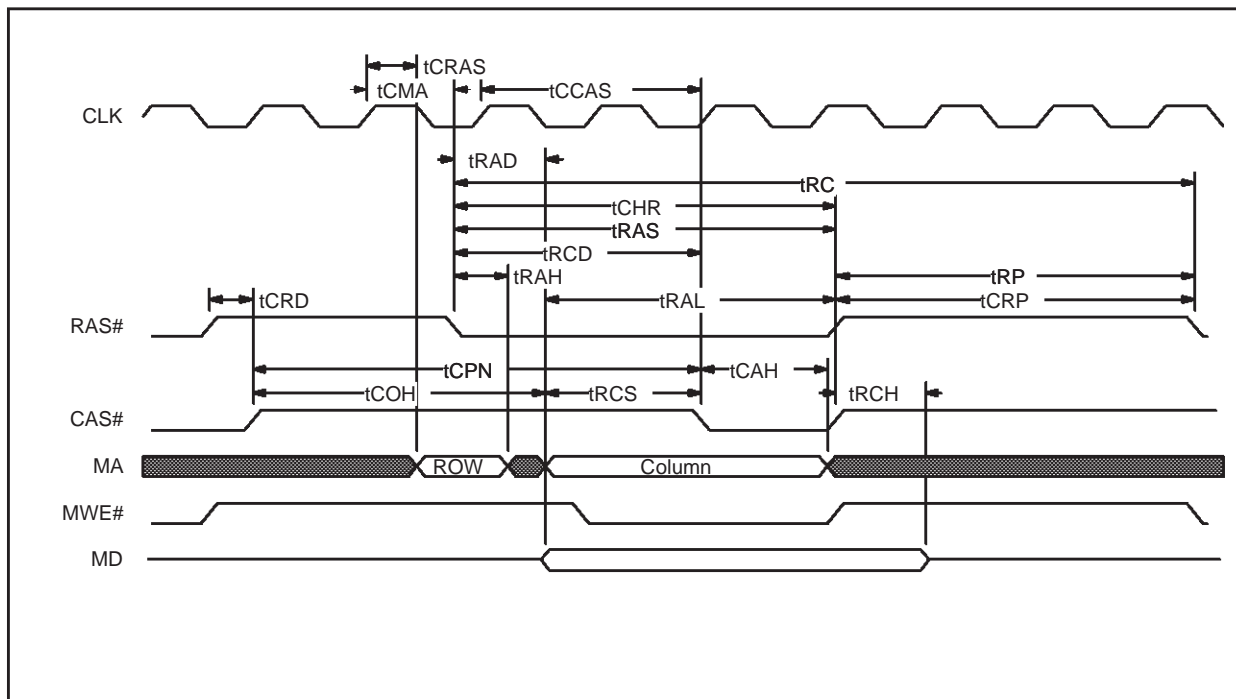 tCRAS
tCMA
tCCAS
CLK
tRAD
tRC
tCHR
tRAS
tRCD
tRAH
tRP
tCRD
tRAL
tCRP
RAS#
tCPN
tCAH
tCOH
tRCS
tRCH
CAS#
MA
ROW
Column
MWE#
MD